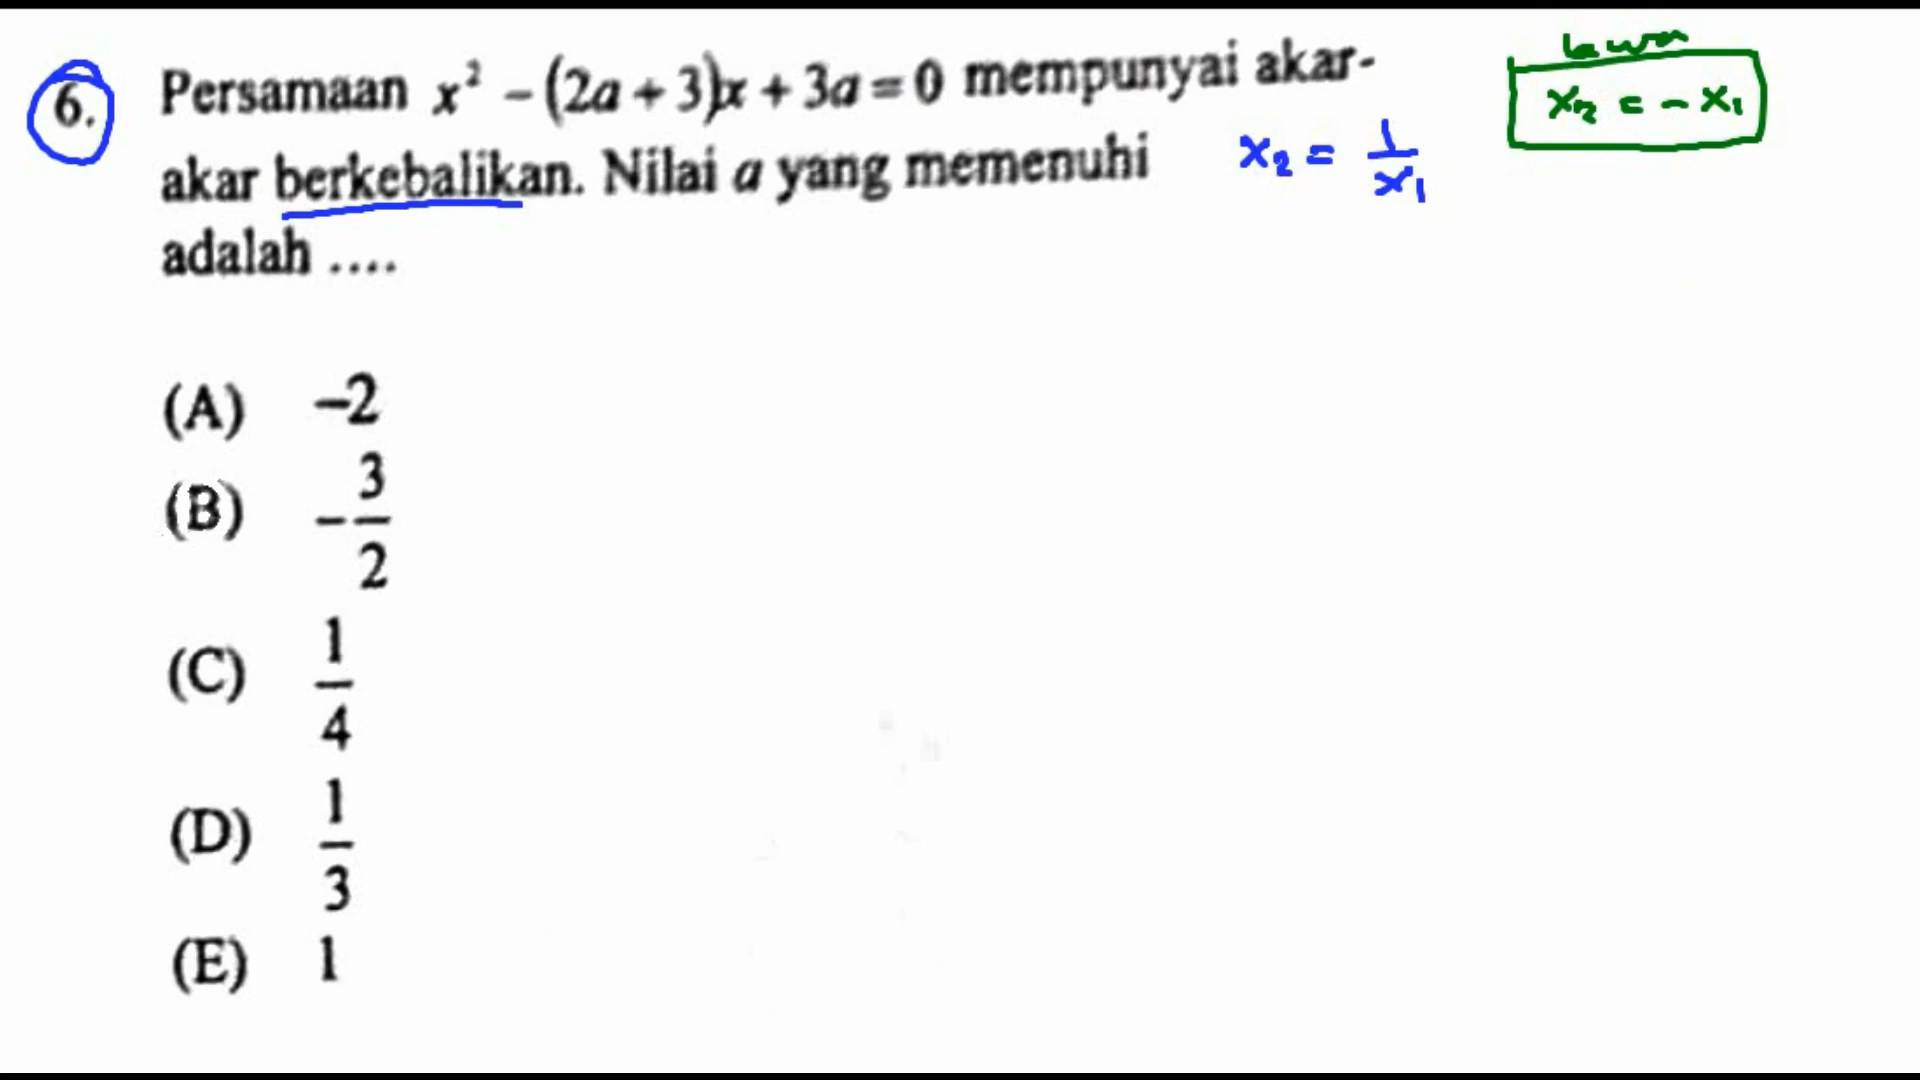 6. Persamaan x² – (2a + 3)x + 3a = 0 mempunyai akar-
akar berkebalikan. Nilai a yang memenuhi
adalah ....
x₂ = 1/x₁
x₂ = – x₁
(A) –2
(B) –3/2
(C) 1/4
(D) 1/3
(E) 1